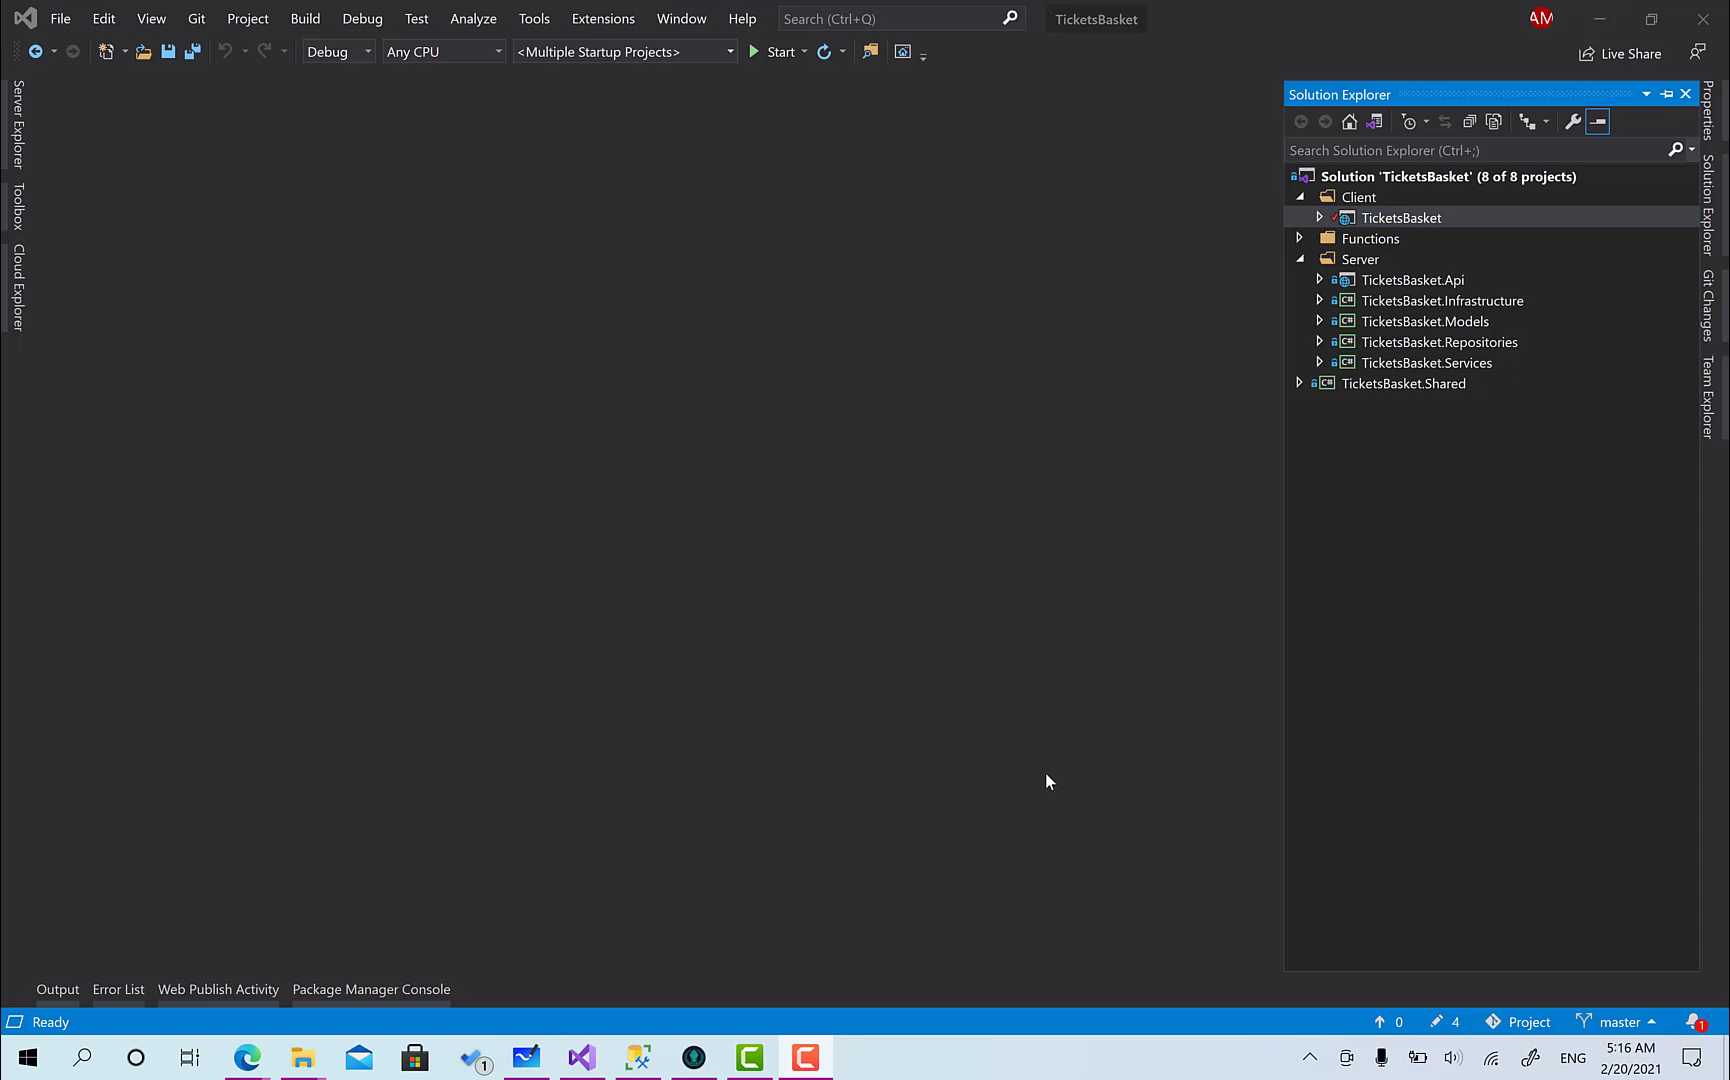 File Edit View Git Project Build Debug Test Analyze Tools Extensions Window Help Search (Ctrl+Q) TicketsBasket AM
Debug Any CPU <Multiple Startup Projects> Start Live Share
Server Explorer
Toolbox
Cloud Explorer
Solution Explorer
Search Solution Explorer (Ctrl+;)
Solution 'TicketsBasket' (8 of 8 projects)
Client
TicketsBasket
Functions
Server
TicketsBasket.Api
C# TicketsBasket.Infrastructure
C# TicketsBasket.Models
C# TicketsBasket.Repositories
C# TicketsBasket.Services
C# TicketsBasket.Shared
Properties
Solution Explorer
Git Changes
Team Explorer
Output Error List Web Publish Activity Package Manager Console
Ready 0 4 Project master 1
1 ENG 5:16 AM
2/20/2021